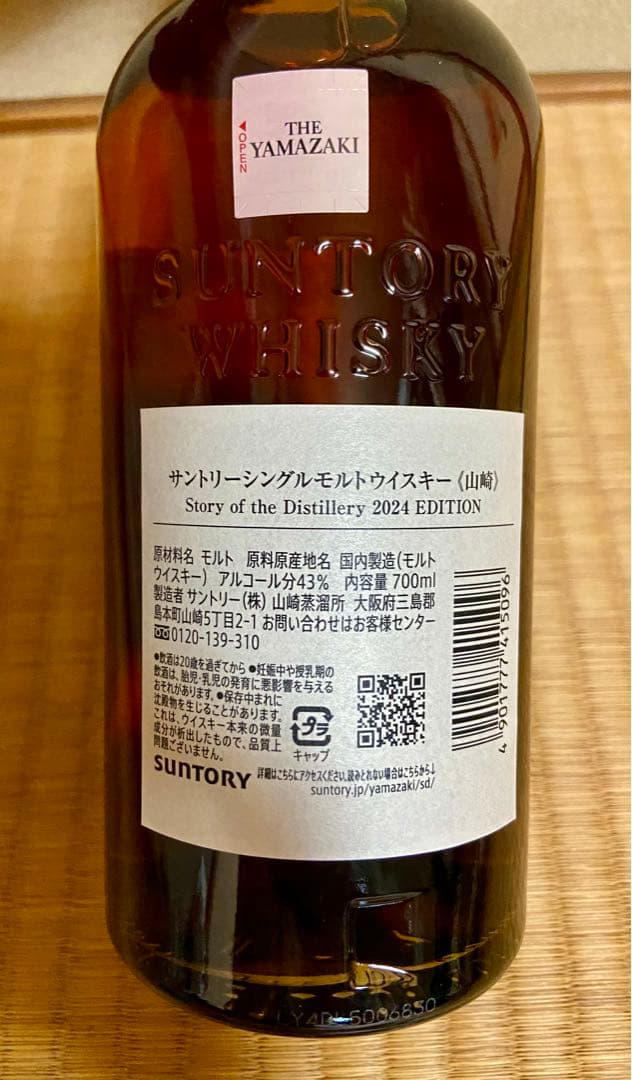 ◀OPEN
THE
YAMAZAKI
SUNTORY
WHISKY
サントリーシングルモルトウイスキー《山崎》
Story of the Distillery 2024 EDITION
原材料名 モルト 原料原産地名 国内製造(モルト
ウイスキー) アルコール分43% 内容量 700ml
製造者 サントリー(株) 山崎蒸溜所 大阪府三島郡
島本町山崎5丁目2-1 お問い合わせはお客様センター
0120-139-310
●飲酒は20歳を過ぎてから ●妊娠中や授乳期の
飲酒は、胎児・乳児の発育に悪影響を与える
おそれがあります。●保存中まれに
沈殿物を生じることがあります。
これは、ウイスキー本来の微量
成分が析出したもので、品質上
問題ございません。
プラ
キャップ
SUNTORY
詳細はこちらにアクセスください。読みとれない場合はこちらから↓
suntory.jp/yamazaki/sd/
4 901777 415096
5006850